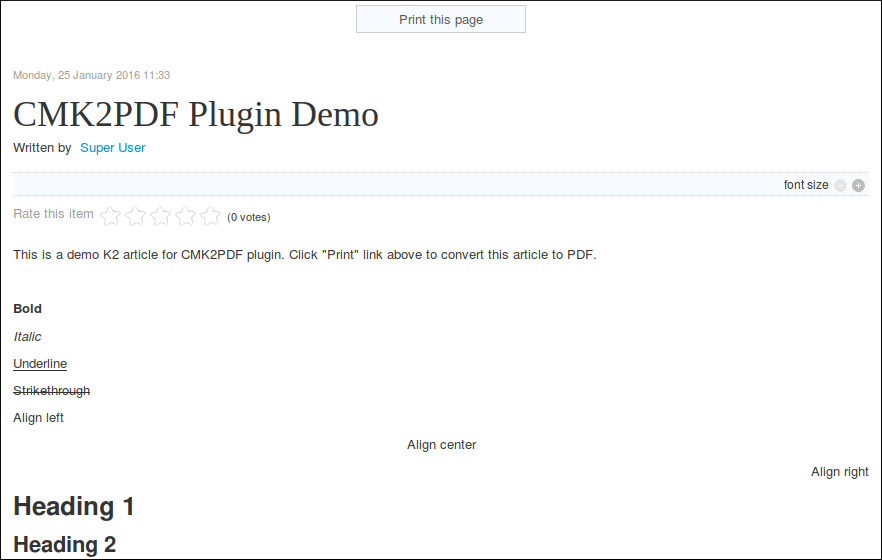 Print this page
Monday, 25 January 2016 11:33
CMK2PDF Plugin Demo
Written by Super User
font size
Rate this item (0 votes)
This is a demo K2 article for CMK2PDF plugin. Click "Print" link above to convert this article to PDF.
Bold
Italic
Underline
Strikethrough
Align left
Align center
Align right
Heading 1
Heading 2